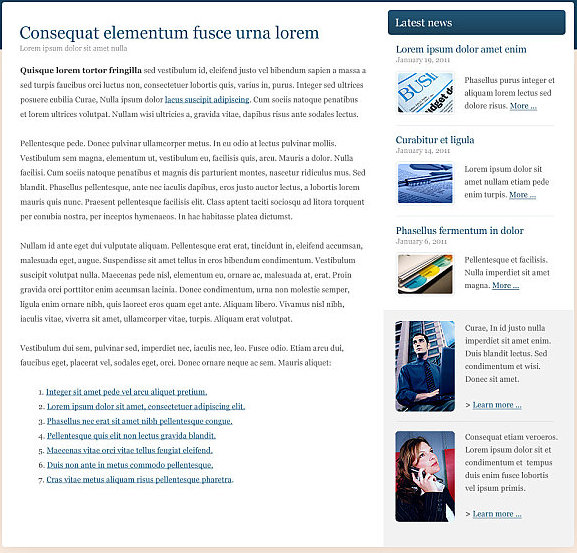 Consequat elementum fusce urna lorem
Lorem ipsum dolor sit amet nulla
Quisque lorem tortor fringilla sed vestibulum id, eleifend justo vel bibendum sapien a massa a
sed turpis faucibus orci luctus non, consectetuer lobortis quis, varius in, purus. Integer sed ultrices
posuere cubilia Curae, Nulla ipsum dolor lacus suscipit adipiscing. Cum sociis natoque penatibus
et lorem ultrices volutpat. Nullam wisi ultricies a, gravida vitae, dapibus risus ante sodales lectus.
Pellentesque pede. Donec pulvinar ullamcorper metus. In eu odio at lectus pulvinar mollis.
Vestibulum sem magna, elementum ut, vestibulum eu, facilisis quis, arcu. Mauris a dolor. Nulla
facilisi. Cum sociis natoque penatibus et magnis dis parturient montes, nascetur ridiculus mus. Sed
blandit. Phasellus pellentesque, ante nec iaculis dapibus, eros justo auctor lectus, a lobortis lorem
mauris quis nunc. Praesent pellentesque facilisis elit. Class aptent taciti sociosqu ad litora torquent
per conubia nostra, per inceptos hymenaeos. In hac habitasse platea dictumst.
Nullam id ante eget dui vulputate aliquam. Pellentesque erat erat, tincidunt in, eleifend accumsan,
malesuada eget, augue. Suspendisse sit amet tellus in eros bibendum condimentum. Vestibulum
suscipit volutpat nulla. Maecenas pede nisl, elementum eu, ornare ac, malesuada at, erat. Proin
gravida orci porttitor enim accumsan lacinia. Donec condimentum, urna non molestie semper,
ligula enim ornare nibh, quis laoreet eros quam eget ante. Aliquam libero. Vivamus nisl nibh,
iaculis vitae, viverra sit amet, ullamcorper vitae, turpis. Aliquam erat volutpat.
Vestibulum dui sem, pulvinar sed, imperdiet nec, iaculis nec, leo. Fusce odio. Etiam arcu dui,
faucibus eget, placerat vel, sodales eget, orci. Donec ornare neque ac sem. Mauris aliquet:
1. Integer sit amet pede vel arcu aliquet pretium.
2. Lorem ipsum dolor sit amet, consectetuer adipiscing elit.
3. Phasellus nec erat sit amet nibh pellentesque congue.
4. Pellentesque quis elit non lectus gravida blandit.
5. Maecenas vitae orci vitae tellus feugiat eleifend.
6. Duis non ante in metus commodo pellentesque.
7. Cras vitae metus aliquam risus pellentesque pharetra.
Latest news
Lorem ipsum dolor amet enim
January 19, 2011
BUSI
Phasellus purus integer et
aliquam lorem lectus sed
dolore risus. More ...
Curabitur et ligula
January 14, 2011
Lorem ipsum dolor sit
amet nullam etiam pede
enim turpis. More ...
Phasellus fermentum in dolor
January 6, 2011
Pellentesque et facilisis.
Nulla imperdiet sit amet
magna. More ...
Curae, In id justo nulla
imperdiet sit amet enim.
Duis blandit lectus. Sed
condimentum et wisi.
Donec sit amet.
> Learn more ...
Consequat etiam veroeros.
Lorem ipsum dolor sit et
condimentum et tempus
duis enim fusce lobortis
vel ipsum primis.
> Learn more ...